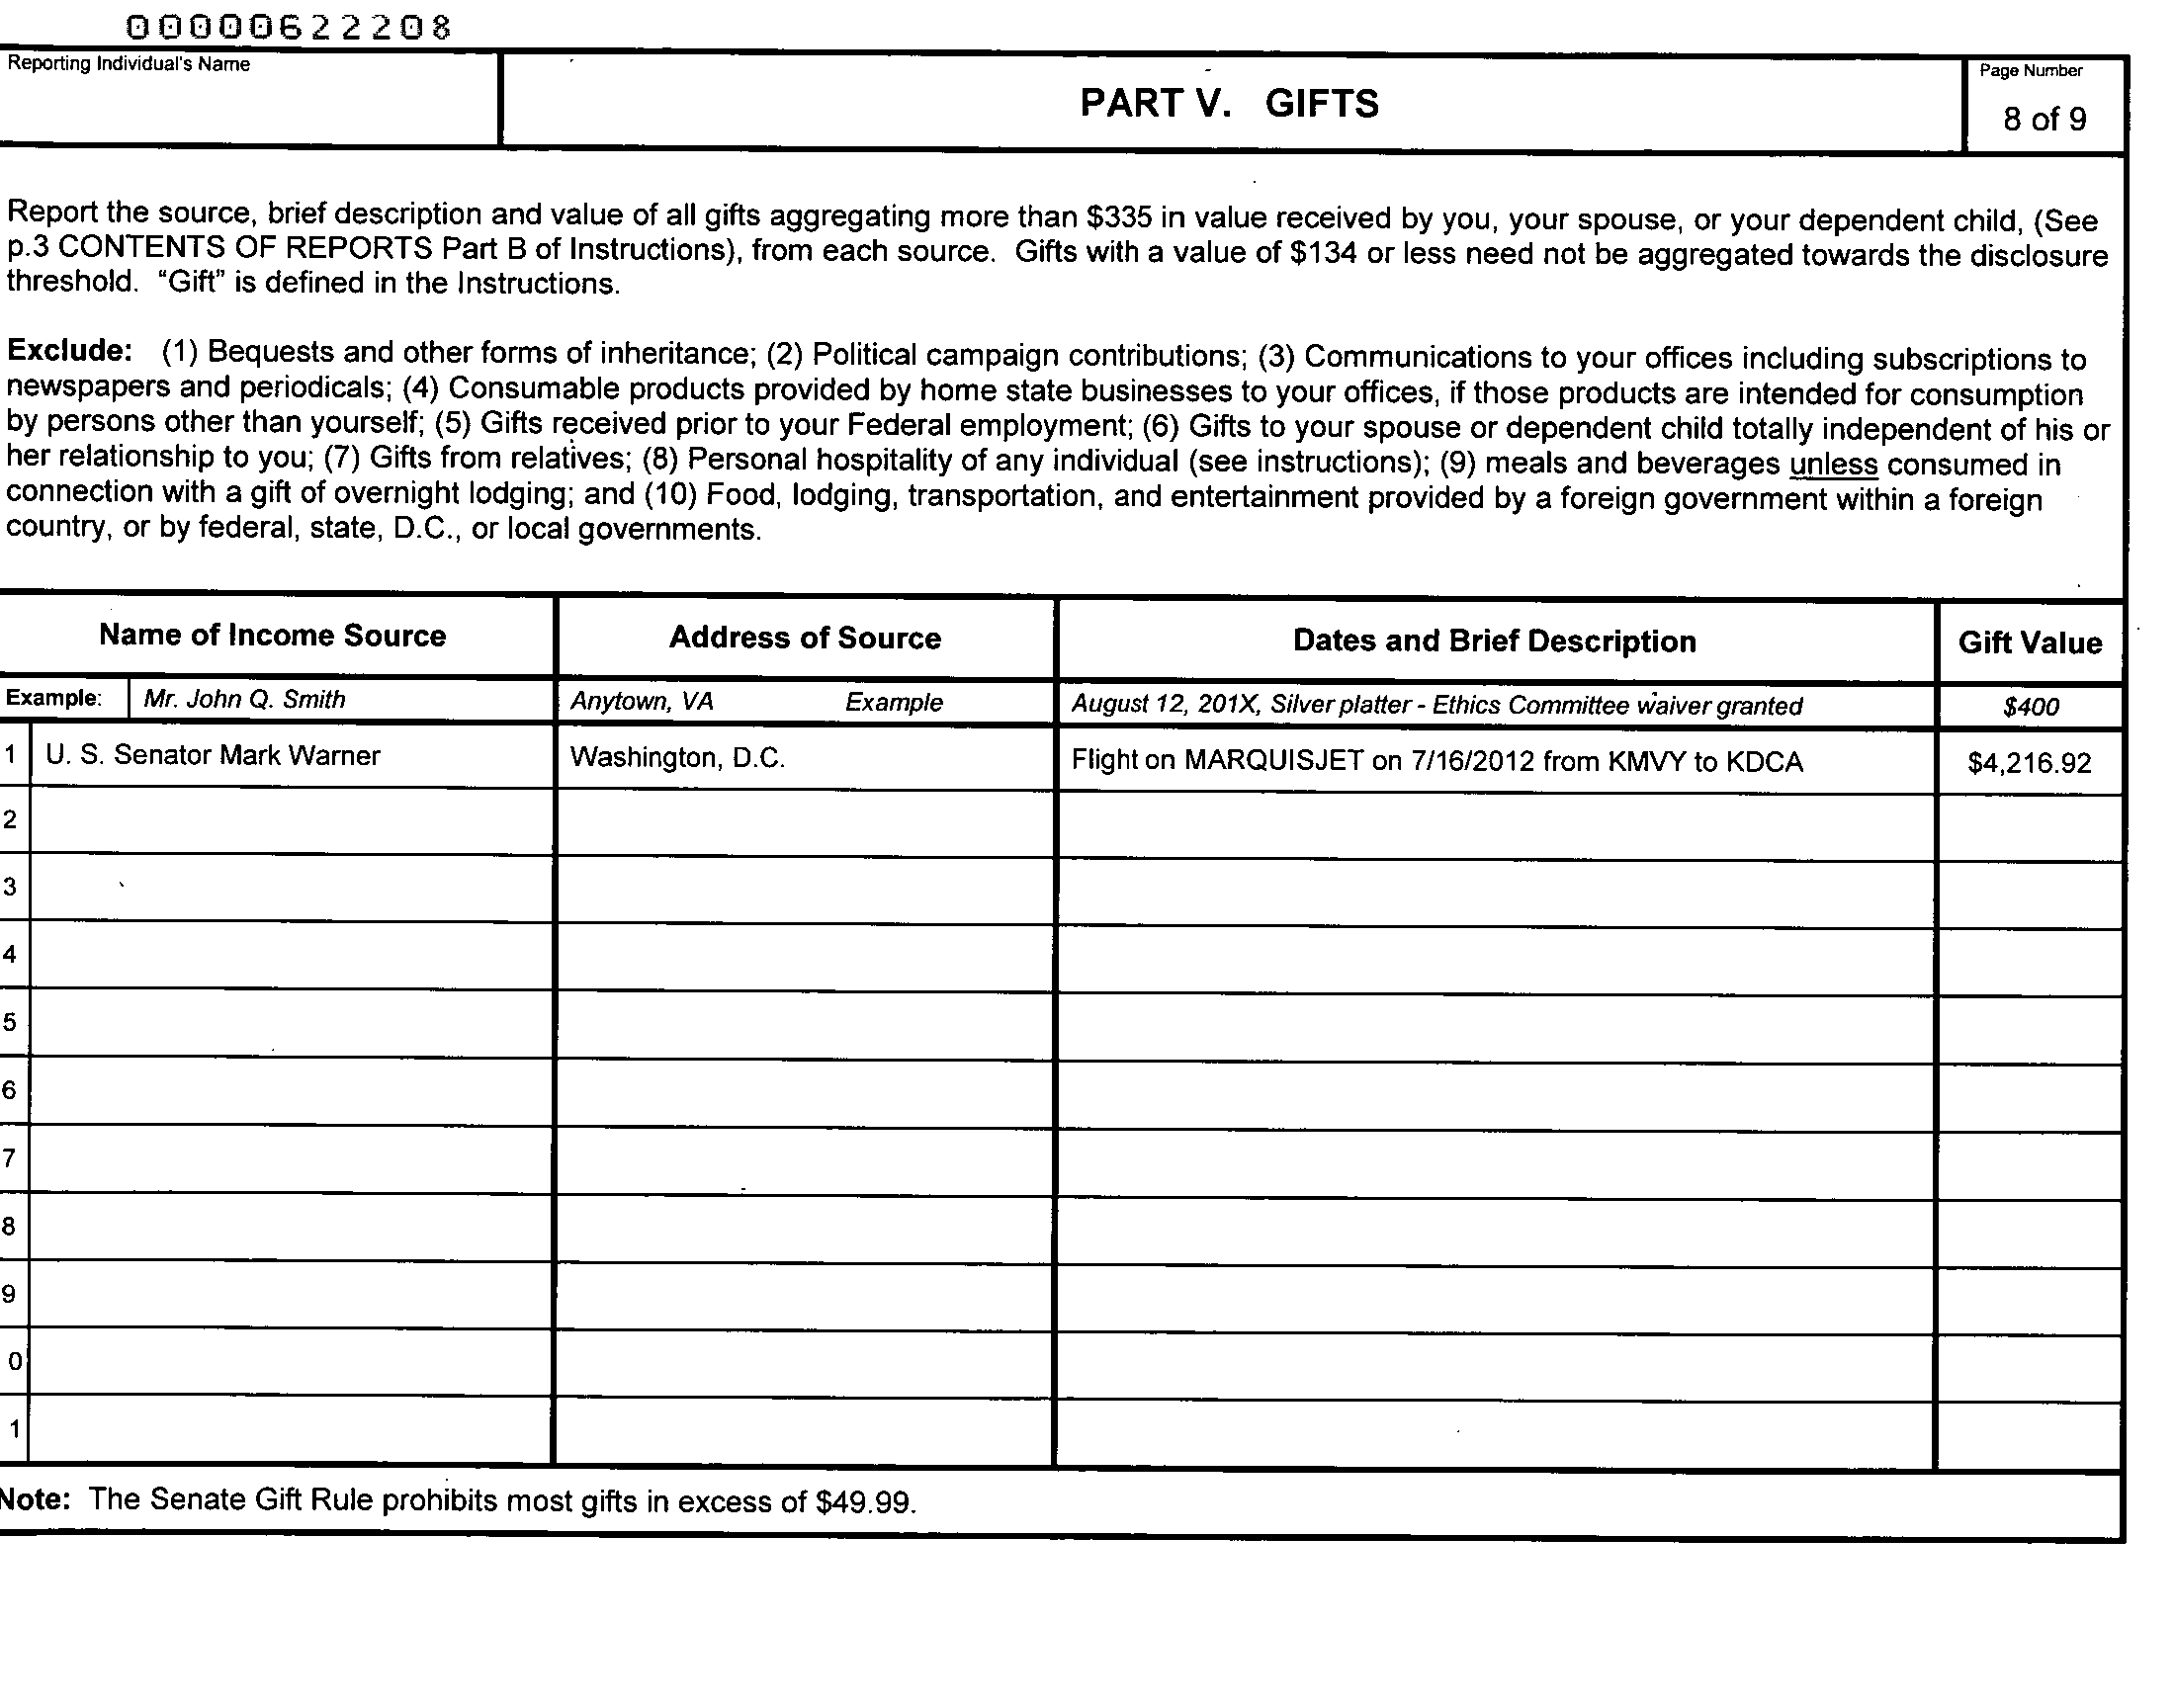 00000622208
Reporting Individual's Name
PART V. GIFTS
Page Number
8 of 9
Report the source, brief description and value of all gifts aggregating more than $335 in value received by you, your spouse, or your dependent child, (See
p.3 CONTENTS OF REPORTS Part B of Instructions), from each source. Gifts with a value of $134 or less need not be aggregated towards the disclosure
threshold. “Gift” is defined in the Instructions.
Exclude: (1) Bequests and other forms of inheritance; (2) Political campaign contributions; (3) Communications to your offices including subscriptions to
newspapers and periodicals; (4) Consumable products provided by home state businesses to your offices, if those products are intended for consumption
by persons other than yourself; (5) Gifts received prior to your Federal employment; (6) Gifts to your spouse or dependent child totally independent of his or
her relationship to you; (7) Gifts from relatives; (8) Personal hospitality of any individual (see instructions); (9) meals and beverages unless consumed in
connection with a gift of overnight lodging; and (10) Food, lodging, transportation, and entertainment provided by a foreign government within a foreign
country, or by federal, state, D.C., or local governments.
Name of Income Source Address of Source Dates and Brief Description Gift Value
Example: Mr. John Q. Smith Anytown, VA Example August 12, 201X, Silver platter - Ethics Committee waiver granted $400
1 U. S. Senator Mark Warner Washington, D.C. Flight on MARQUISJET on 7/16/2012 from KMVY to KDCA $4,216.92
2
3
4
5
6
7
8
9
0
1
Note: The Senate Gift Rule prohibits most gifts in excess of $49.99.